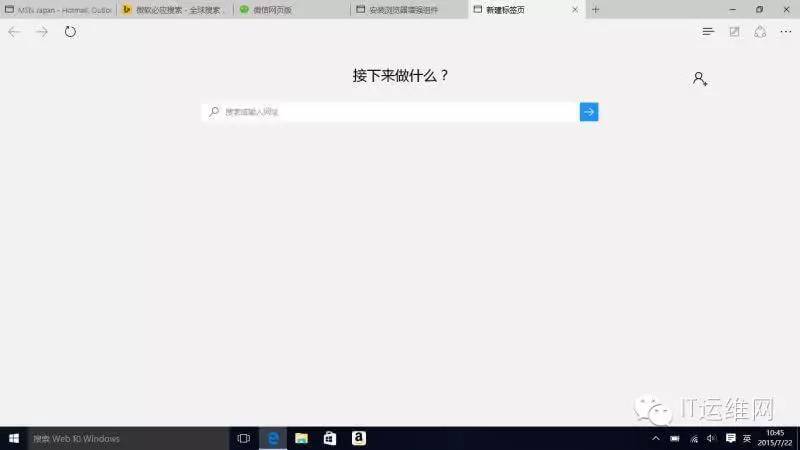 MSN Japan - Hotmail, Outloo
微软必应搜索 - 全球搜索，
微信网页版
安装浏览器增强组件
新建标签页
接下来做什么？
搜索或输入网址
IT运维网
搜索 Web 和 Windows
英
10:45
2015/7/22